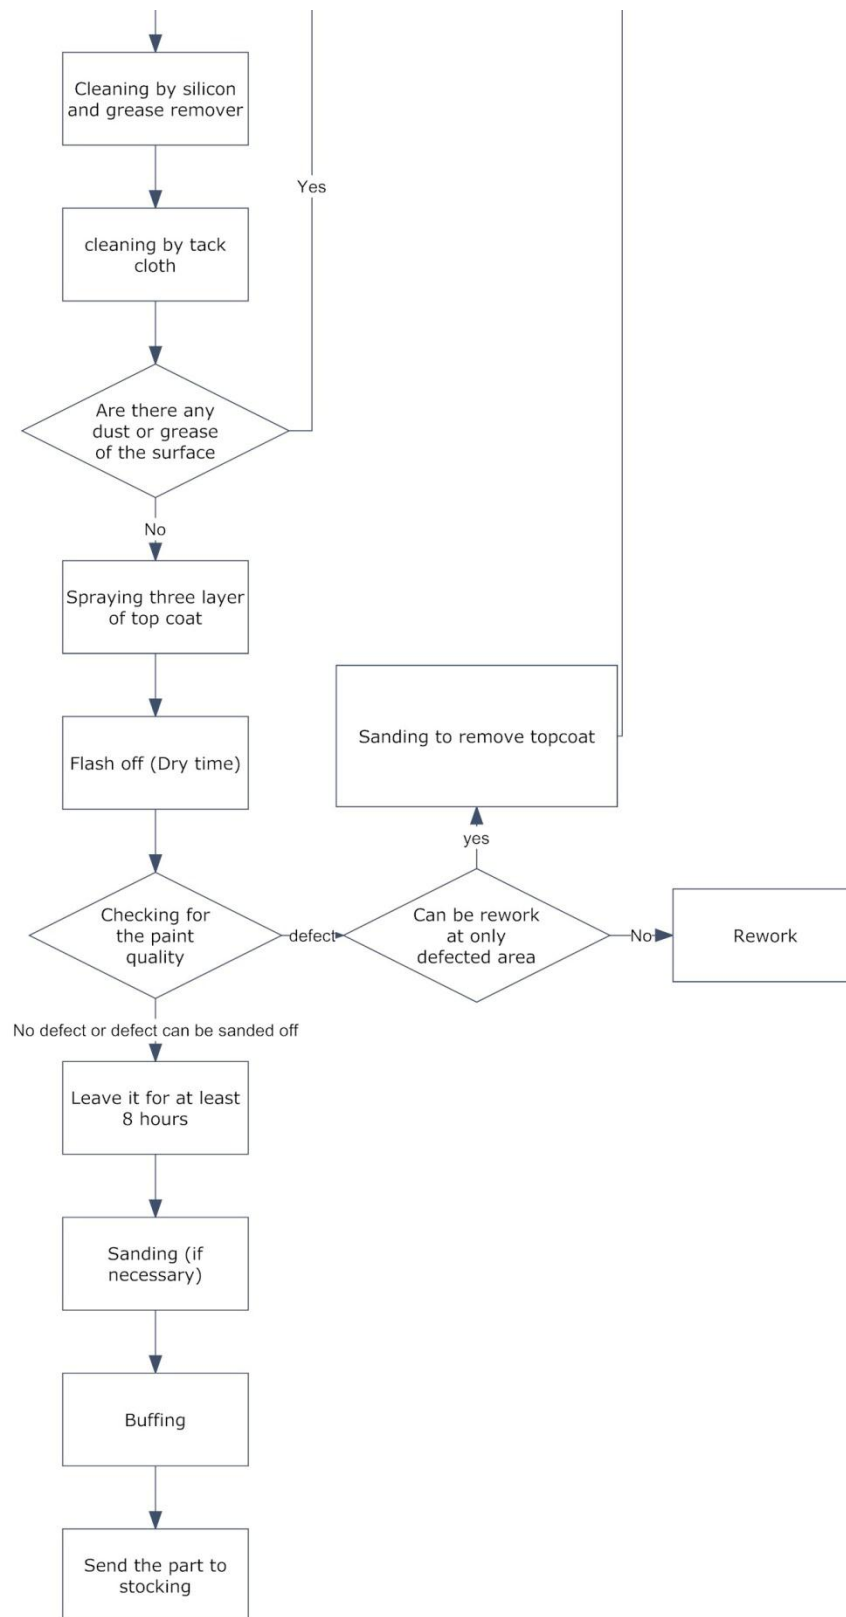 Cleaning by silicon
and grease remover
Yes
cleaning by tack
cloth
Are there any
dust or grease
of the surface
No
Spraying three layer
of top coat
Flash off (Dry time)
Sanding to remove topcoat
yes
Checking for
the paint
quality
defect
Can be rework
at only
defected area
No
Rework
No defect or defect can be sanded off
Leave it for at least
8 hours
Sanding (if
necessary)
Buffing
Send the part to
stocking